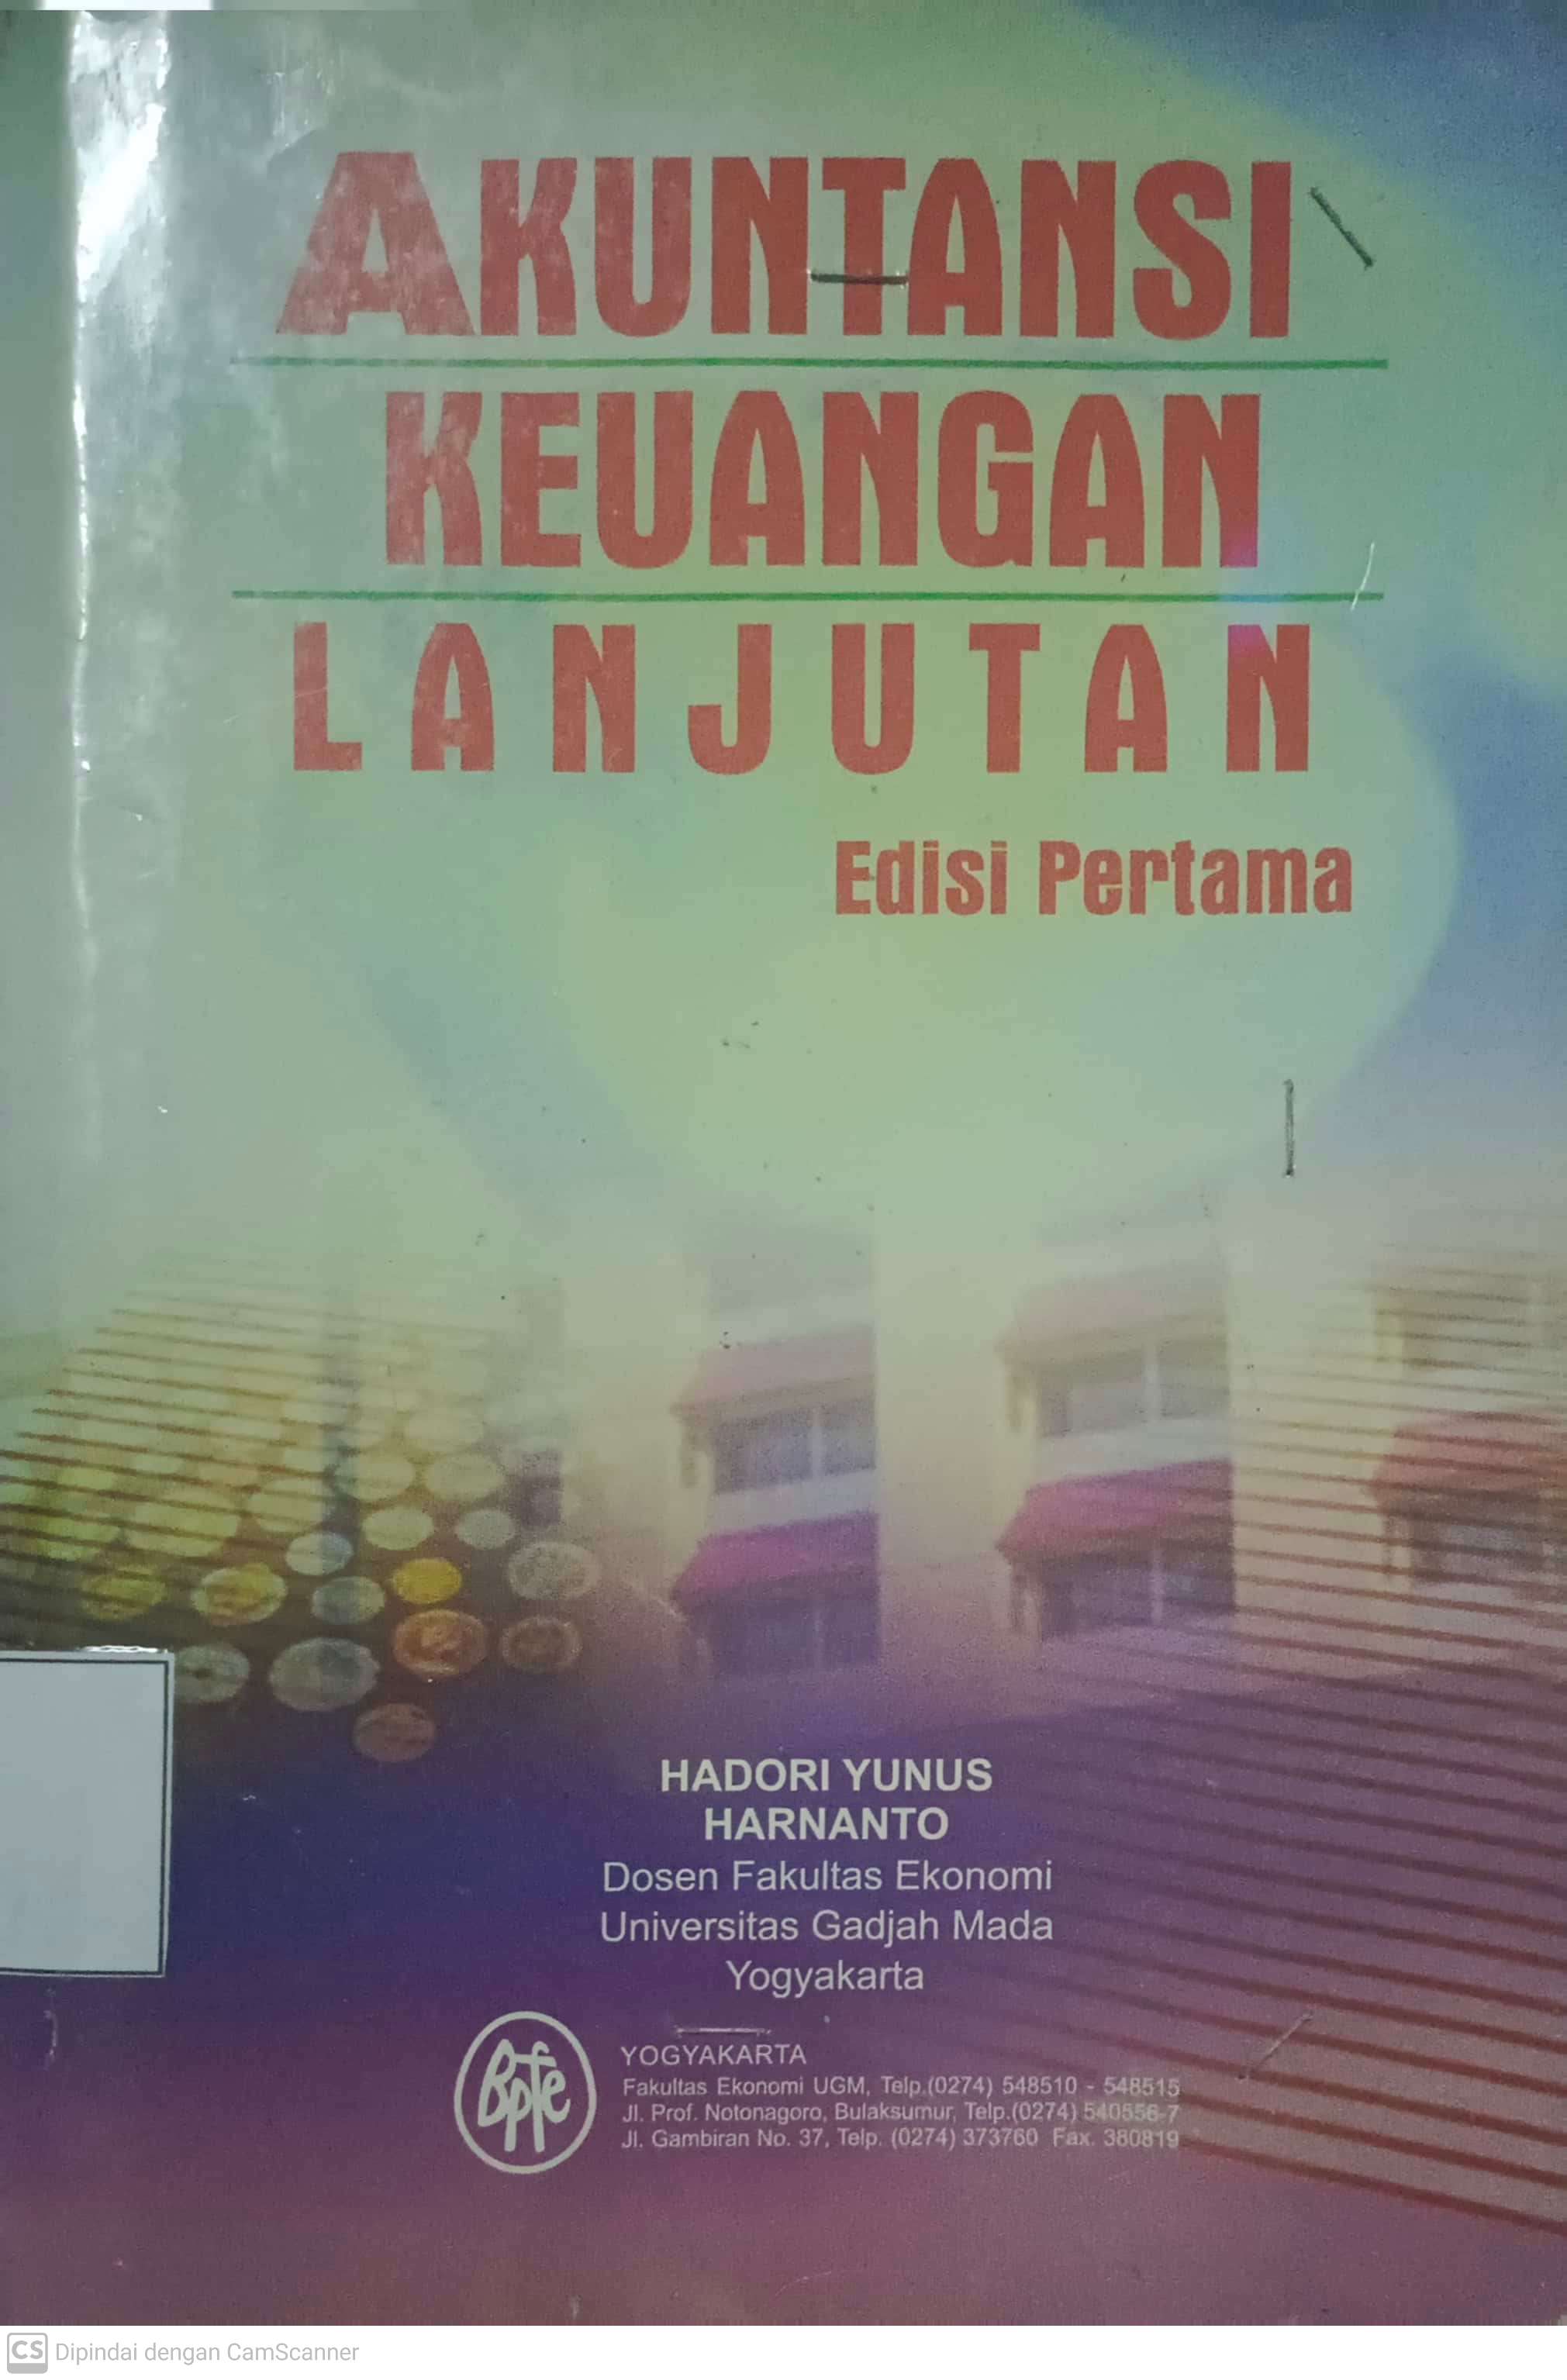 AKUNTANSI
KEUANGAN
LANJUTAN
Edisi Pertama
HADORI YUNUS
HARNANTO
Dosen Fakultas Ekonomi
Universitas Gadjah Mada
Yogyakarta
Bpfe
YOGYAKARTA
Fakultas Ekonomi UGM, Telp.(0274) 548510 - 548515
Jl. Prof. Notonagoro, Bulaksumur, Telp.(0274) 540556-7
Jl. Gambiran No. 37, Telp. (0274) 373760 Fax. 380819
CS Dipindai dengan CamScanner